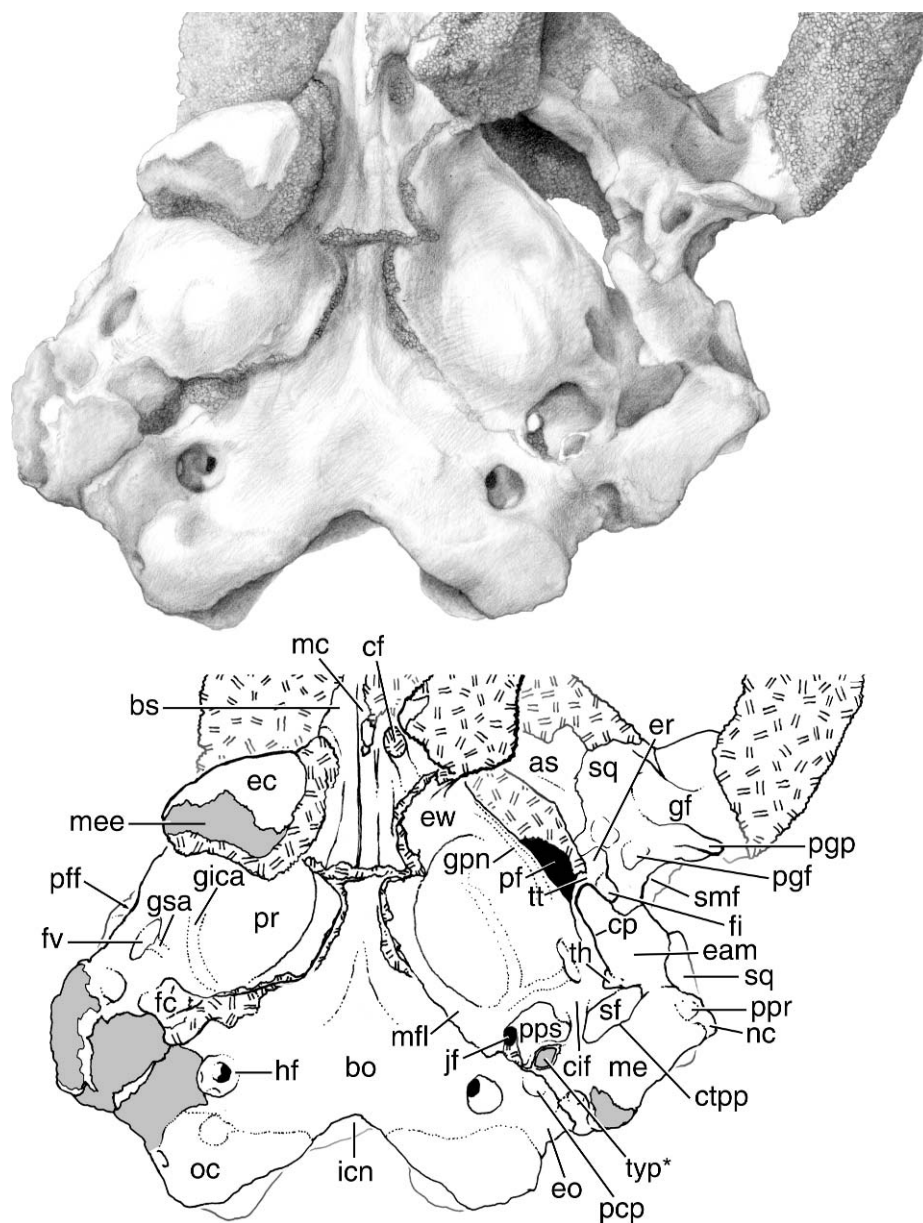 mc cf
bs
er
as sq
ec
gf
mee
ew
pgp
gpn
pgf
pff
gica
pf
smf
gsa
tt
fi
pr
cp
fv
eam
th
sq
fc
sf
ppr
mfl
pps
nc
jf
hf
bo
cif
me
ctpp
oc
icn
typ*
eo
pcp